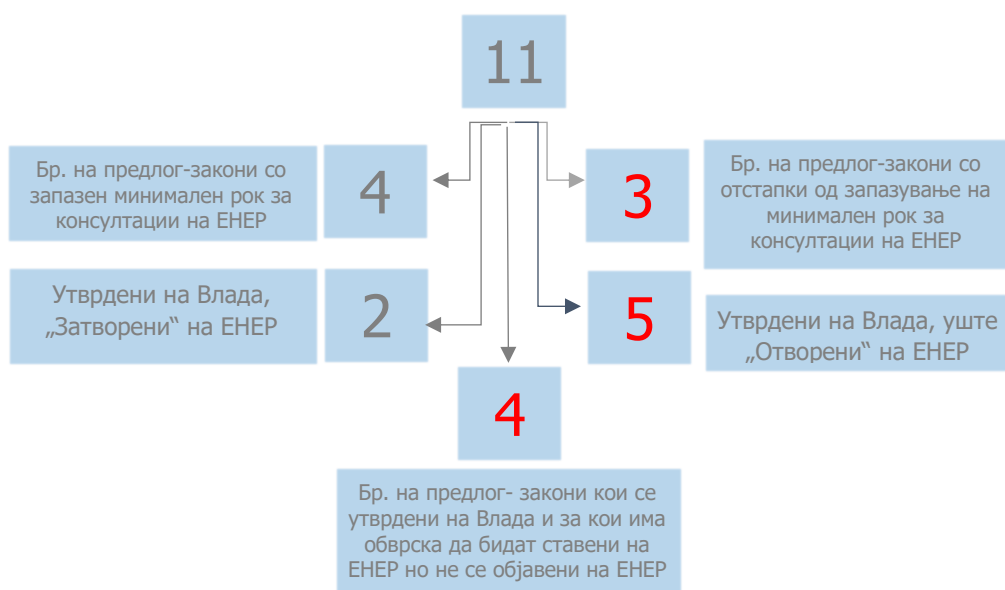 11
Бр. на предлог-закони со
запазен минимален рок за
консултации на ЕНЕР
4
3
Бр. на предлог-закони со
отстапки од запазување на
минимален рок за
консултации на ЕНЕР
Утврдени на Влада,
„Затворени“ на ЕНЕР
2
5
Утврдени на Влада, уште
„Отворени“ на ЕНЕР
4
Бр. на предлог- закони кои се
утврдени на Влада и за кои има
обврска да бидат ставени на
ЕНЕР но не се објавени на ЕНЕР